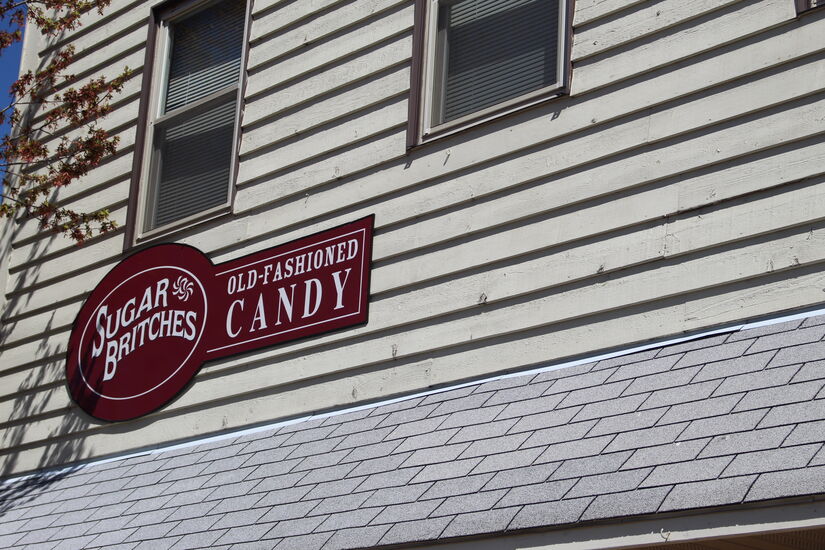 SUGAR
BRITCHES
OLD-FASHIONED
CANDY